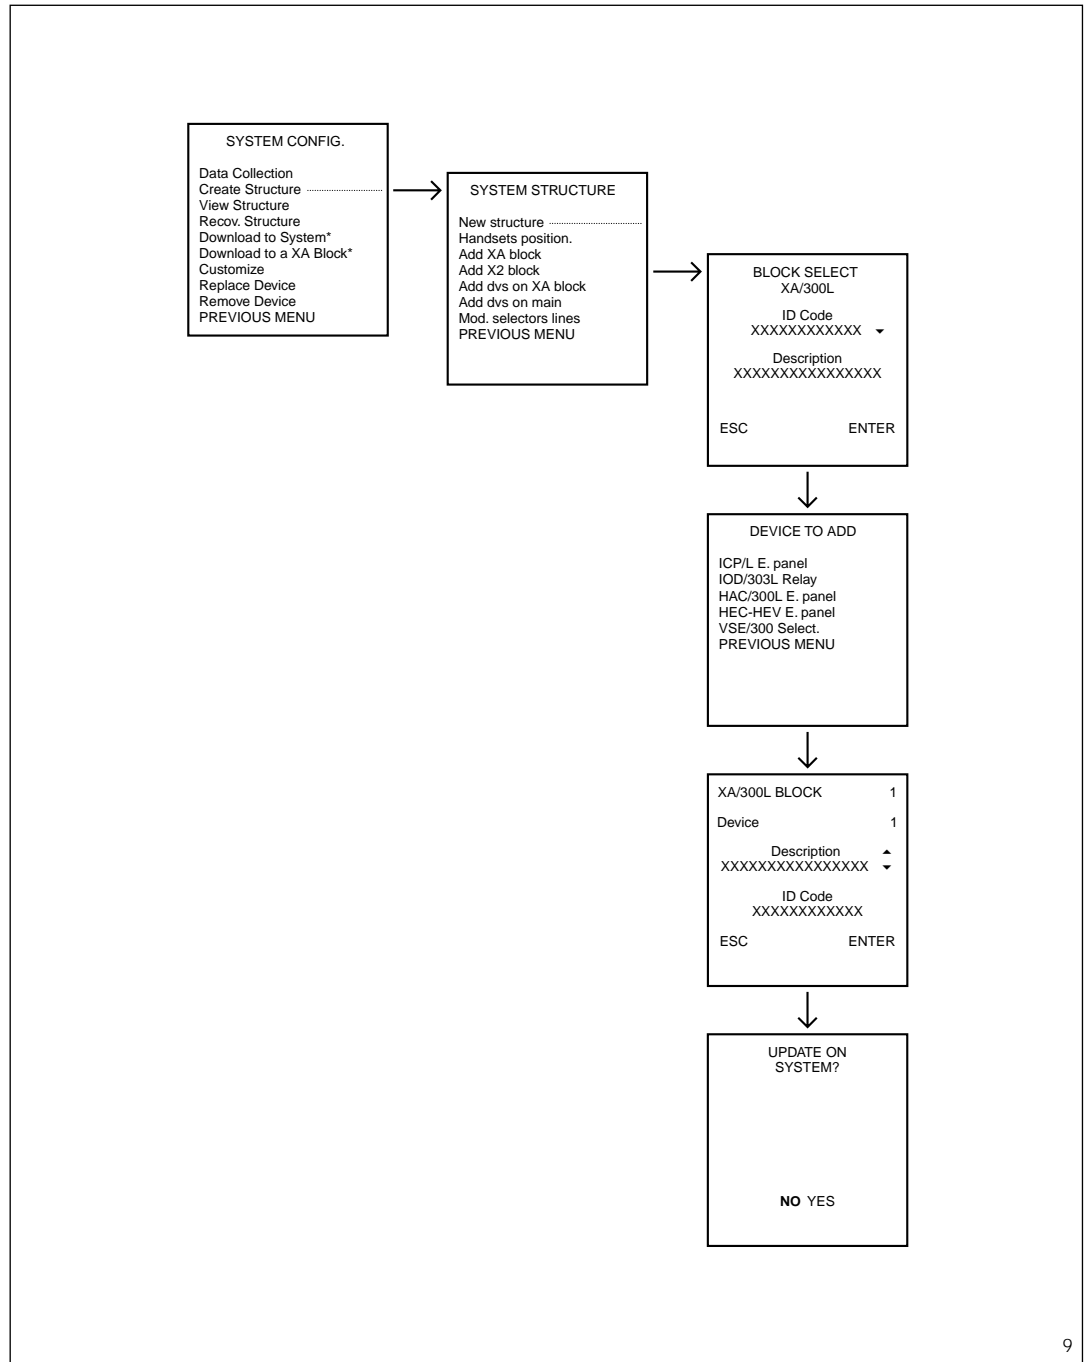 SYSTEM CONFIG.
Data Collection
Create Structure
View Structure
Recov. Structure
Download to System*
Download to a XA Block*
Customize
Replace Device
Remove Device
PREVIOUS MENU
SYSTEM STRUCTURE
New structure
Handsets position.
Add XA block
Add X2 block
Add dvs on XA block
Add dvs on main
Mod. selectors lines
PREVIOUS MENU
BLOCK SELECT
XA/300L
ID Code
XXXXXXXXXXXX
Description
XXXXXXXXXXXXXXXX
ESC ENTER
DEVICE TO ADD
ICP/L E. panel
IOD/303L Relay
HAC/300L E. panel
HEC-HEV E. panel
VSE/300 Select.
PREVIOUS MENU
XA/300L BLOCK 1
Device 1
Description
XXXXXXXXXXXXXXXX
ID Code
XXXXXXXXXXXX
ESC ENTER
UPDATE ON
SYSTEM?
NO YES
9